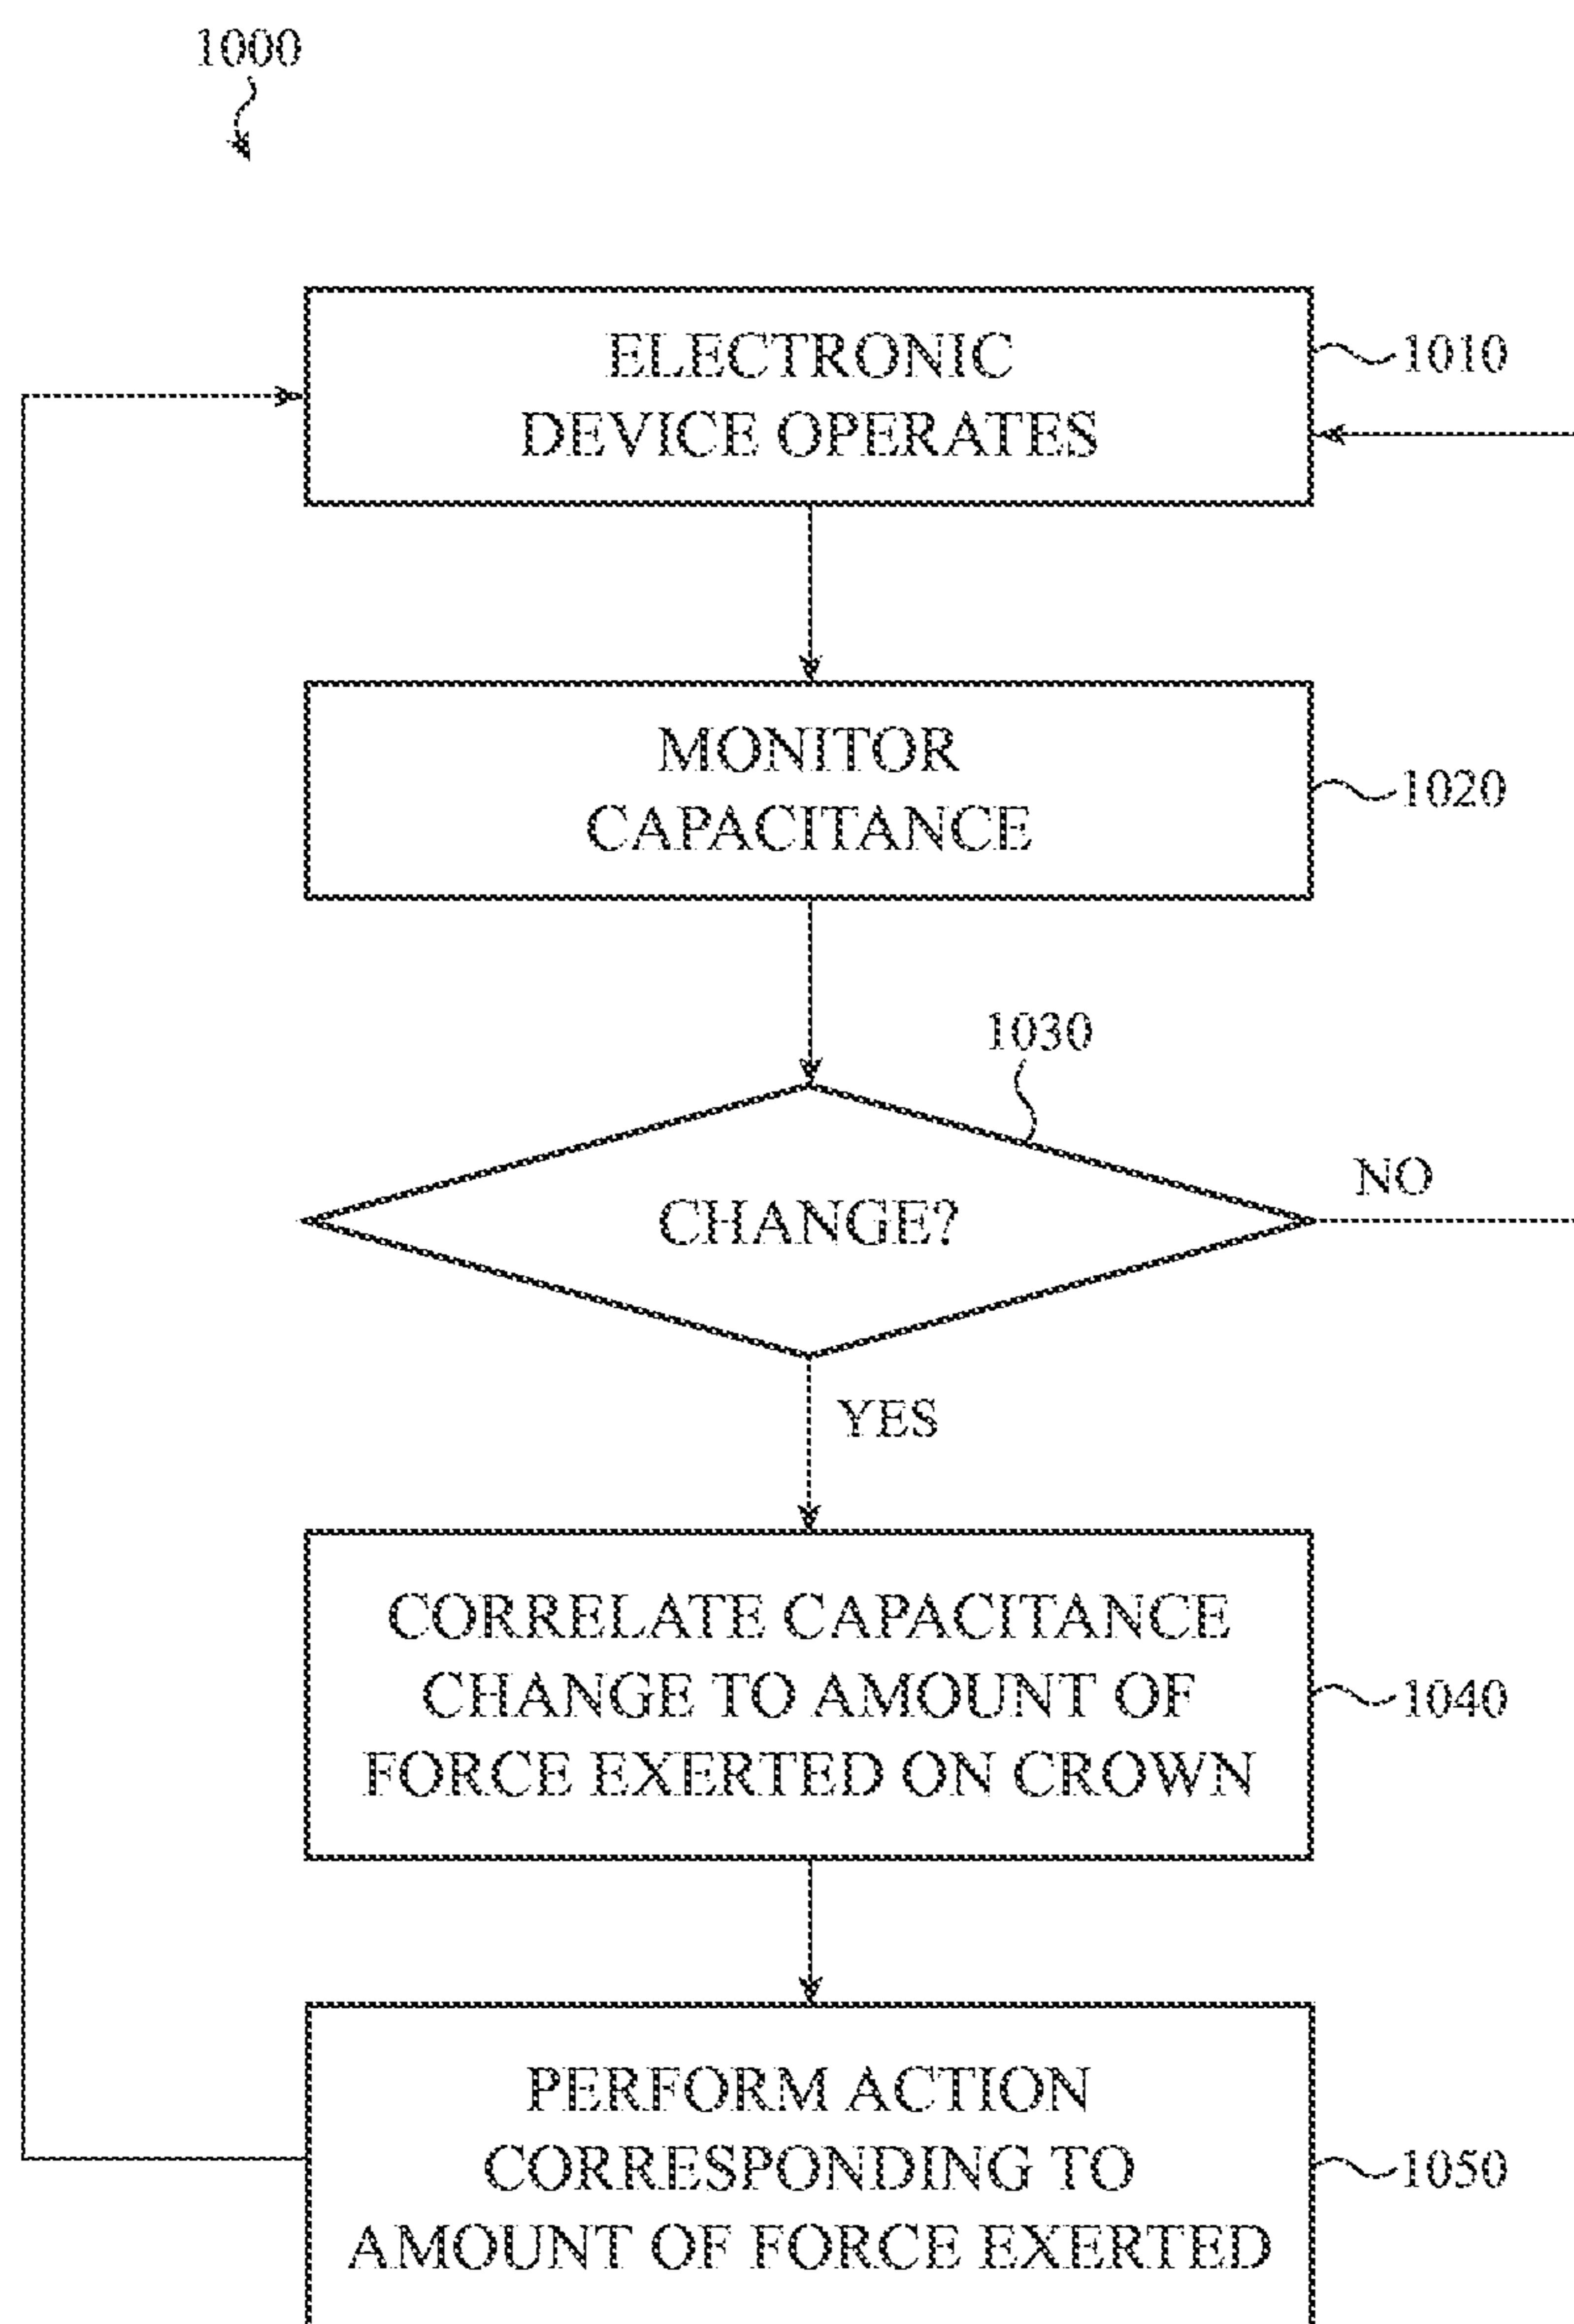 1000
ELECTRONIC
DEVICE OPERATES
1010
MONITOR
CAPACITANCE
1020
1030
CHANGE?
NO
YES
CORRELATE CAPACITANCE
CHANGE TO AMOUNT OF
FORCE EXERTED ON CROWN
1040
PERFORM ACTION
CORRESPONDING TO
AMOUNT OF FORCE EXERTED
1050